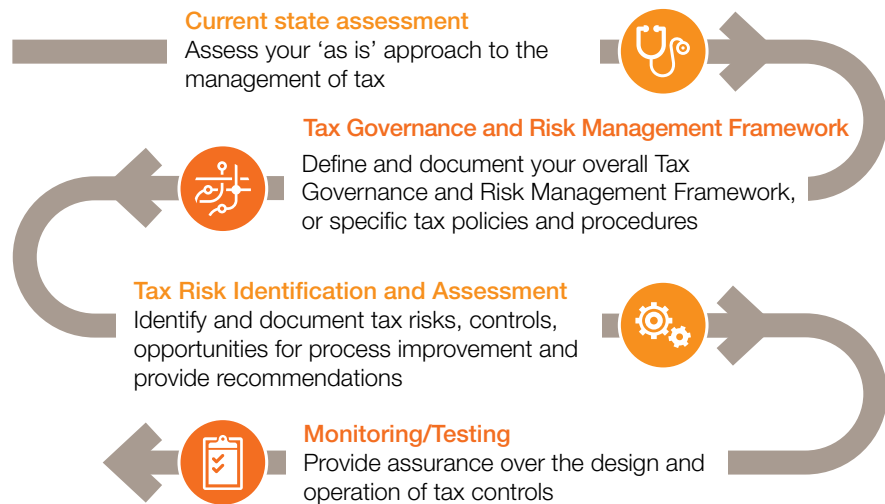 Current state assessment
Assess your ‘as is’ approach to the
management of tax
Tax Governance and Risk Management Framework
Define and document your overall Tax
Governance and Risk Management Framework,
or specific tax policies and procedures
Tax Risk Identification and Assessment
Identify and document tax risks, controls,
opportunities for process improvement and
provide recommendations
Monitoring/Testing
Provide assurance over the design and
operation of tax controls